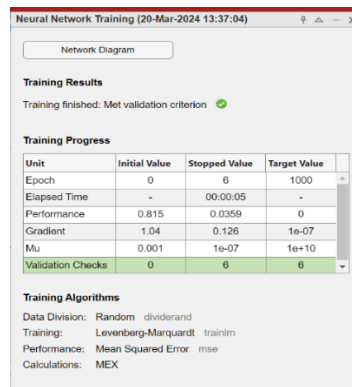 Neural Network Training (20-Mar-2024 13:37:04)
Network Diagram
Training Results
Training finished: Met validation criterion
Training Progress
Unit Initial Value Stopped Value Target Value
Epoch 0 6 1000
Elapsed Time - 00:00:05 -
Performance 0.815 0.0359 0
Gradient 1.04 0.126 1e-07
Mu 0.001 1e-07 1e+10
Validation Checks 0 6 6
Training Algorithms
Data Division: Random dividerand
Training: Levenberg-Marquardt trainlm
Performance: Mean Squared Error mse
Calculations: MEX